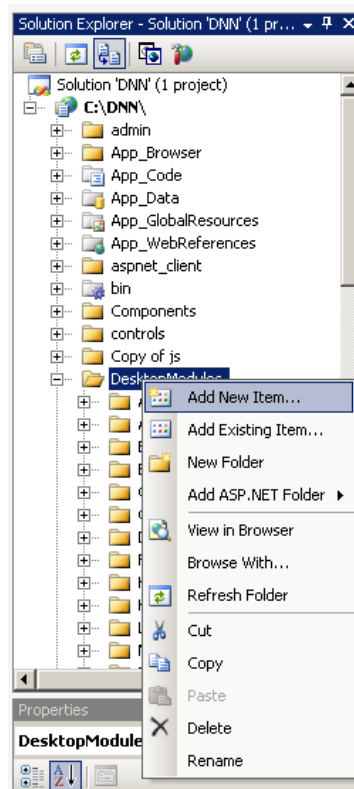 Solution Explorer - Solution 'DNN' (1 pr...
Solution 'DNN' (1 project)
C:\DNN\
admin
App_Browser
App_Code
App_Data
App_GlobalResources
App_WebReferences
aspnet_client
bin
Components
controls
Copy of js
DesktopModules
Add New Item...
Add Existing Item...
New Folder
Add ASP.NET Folder
View in Browser
Browse With...
Refresh Folder
Cut
Copy
Paste
Delete
Rename
Properties
DesktopModule